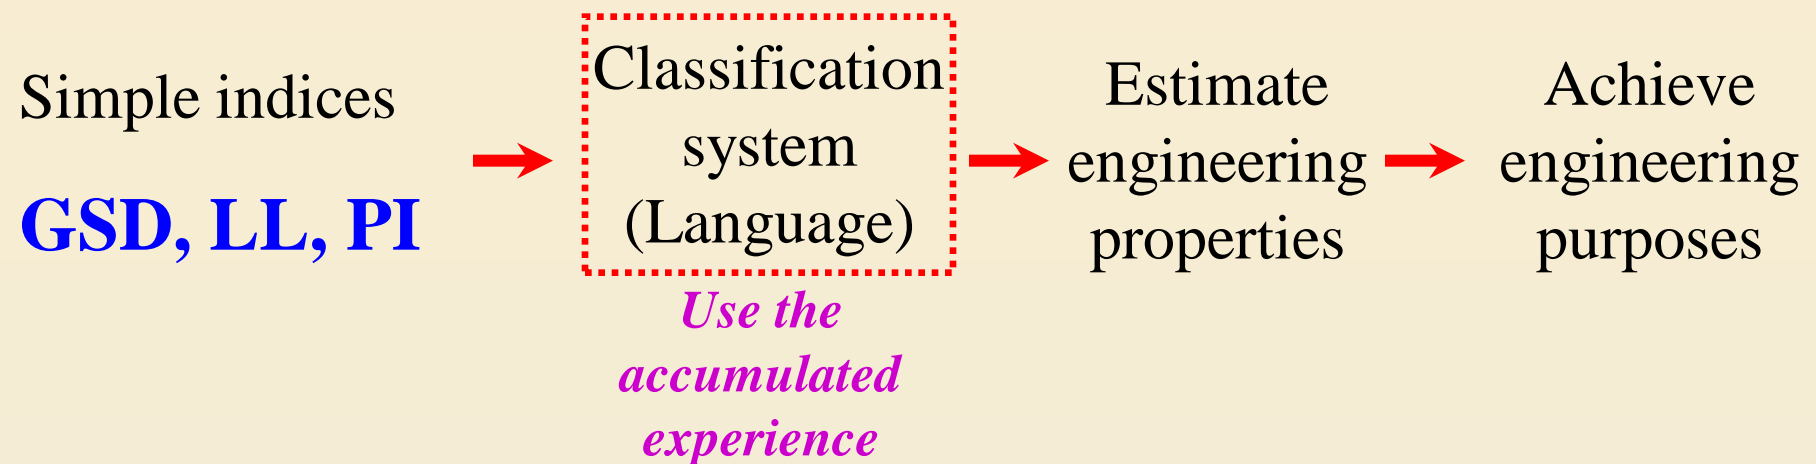 Simple indices
GSD, LL, PI
Classification
system
(Language)
Use the
accumulated
experience
Estimate
engineering
properties
Achieve
engineering
purposes